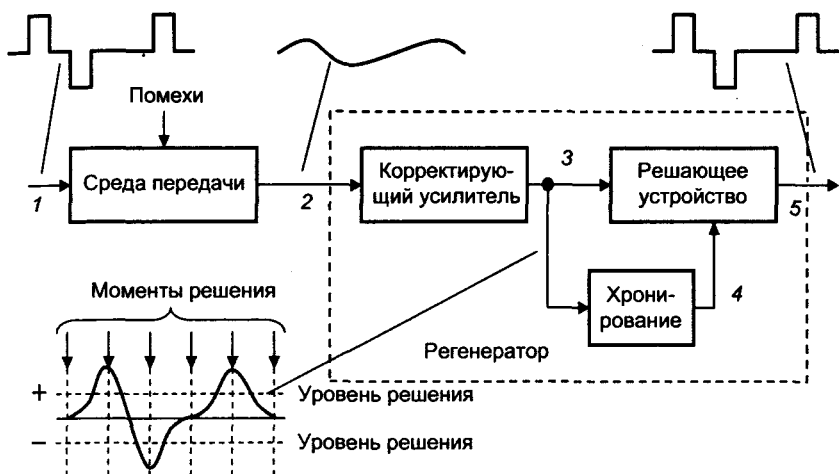 Помехи
Среда передачи
Корректирую-
щий усилитель
Решающее
устройство
1
2
3
5
Хрони-
рование
4
Моменты решения
Регенератор
+
Уровень решения
−
Уровень решения